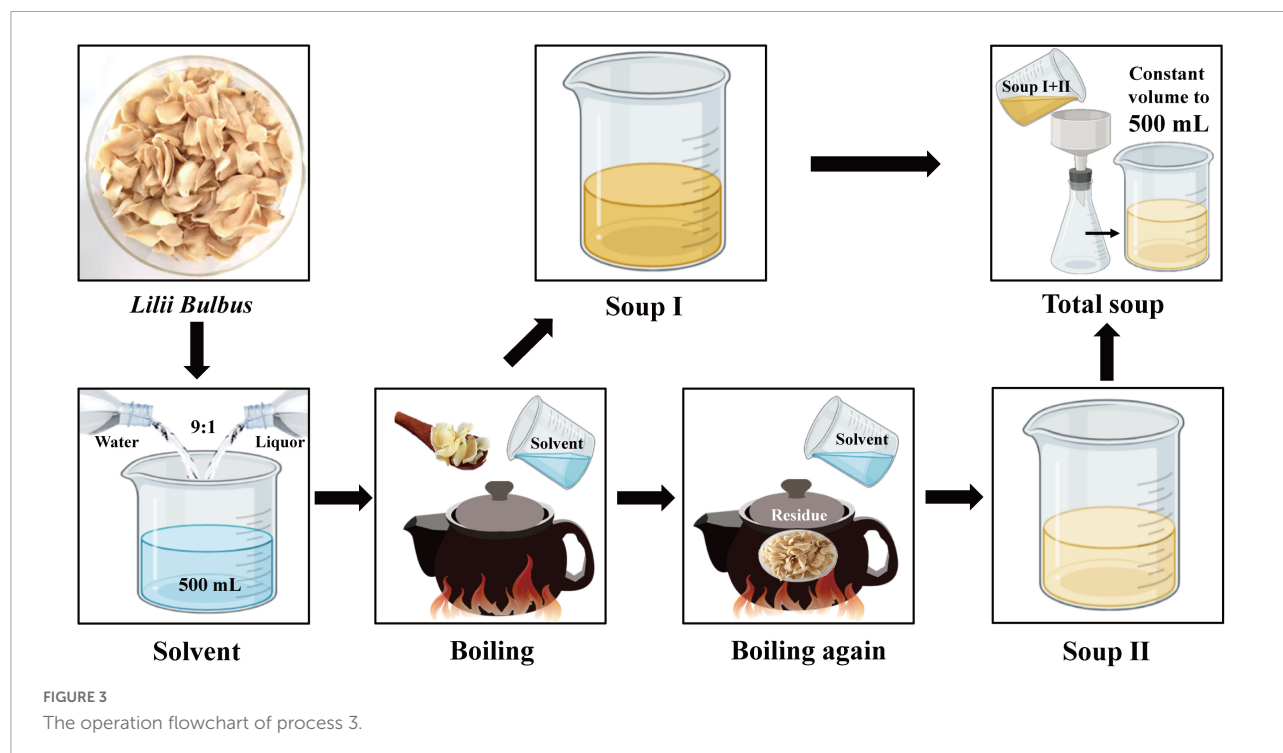 Lilii Bulbus
Soup I
Soup I+II
Constant
volume to
500 mL
Total soup
Water
9:1
Liquor
500 mL
Solvent
Solvent
Boiling
Solvent
Residue
Boiling again
Soup II
FIGURE 3
The operation flowchart of process 3.